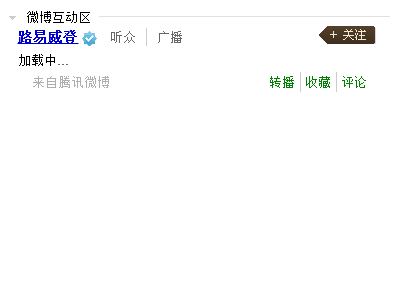 微博互动区
路易威登 听众 广播 + 关注
加载中...
来自腾讯微博 转播 收藏 评论